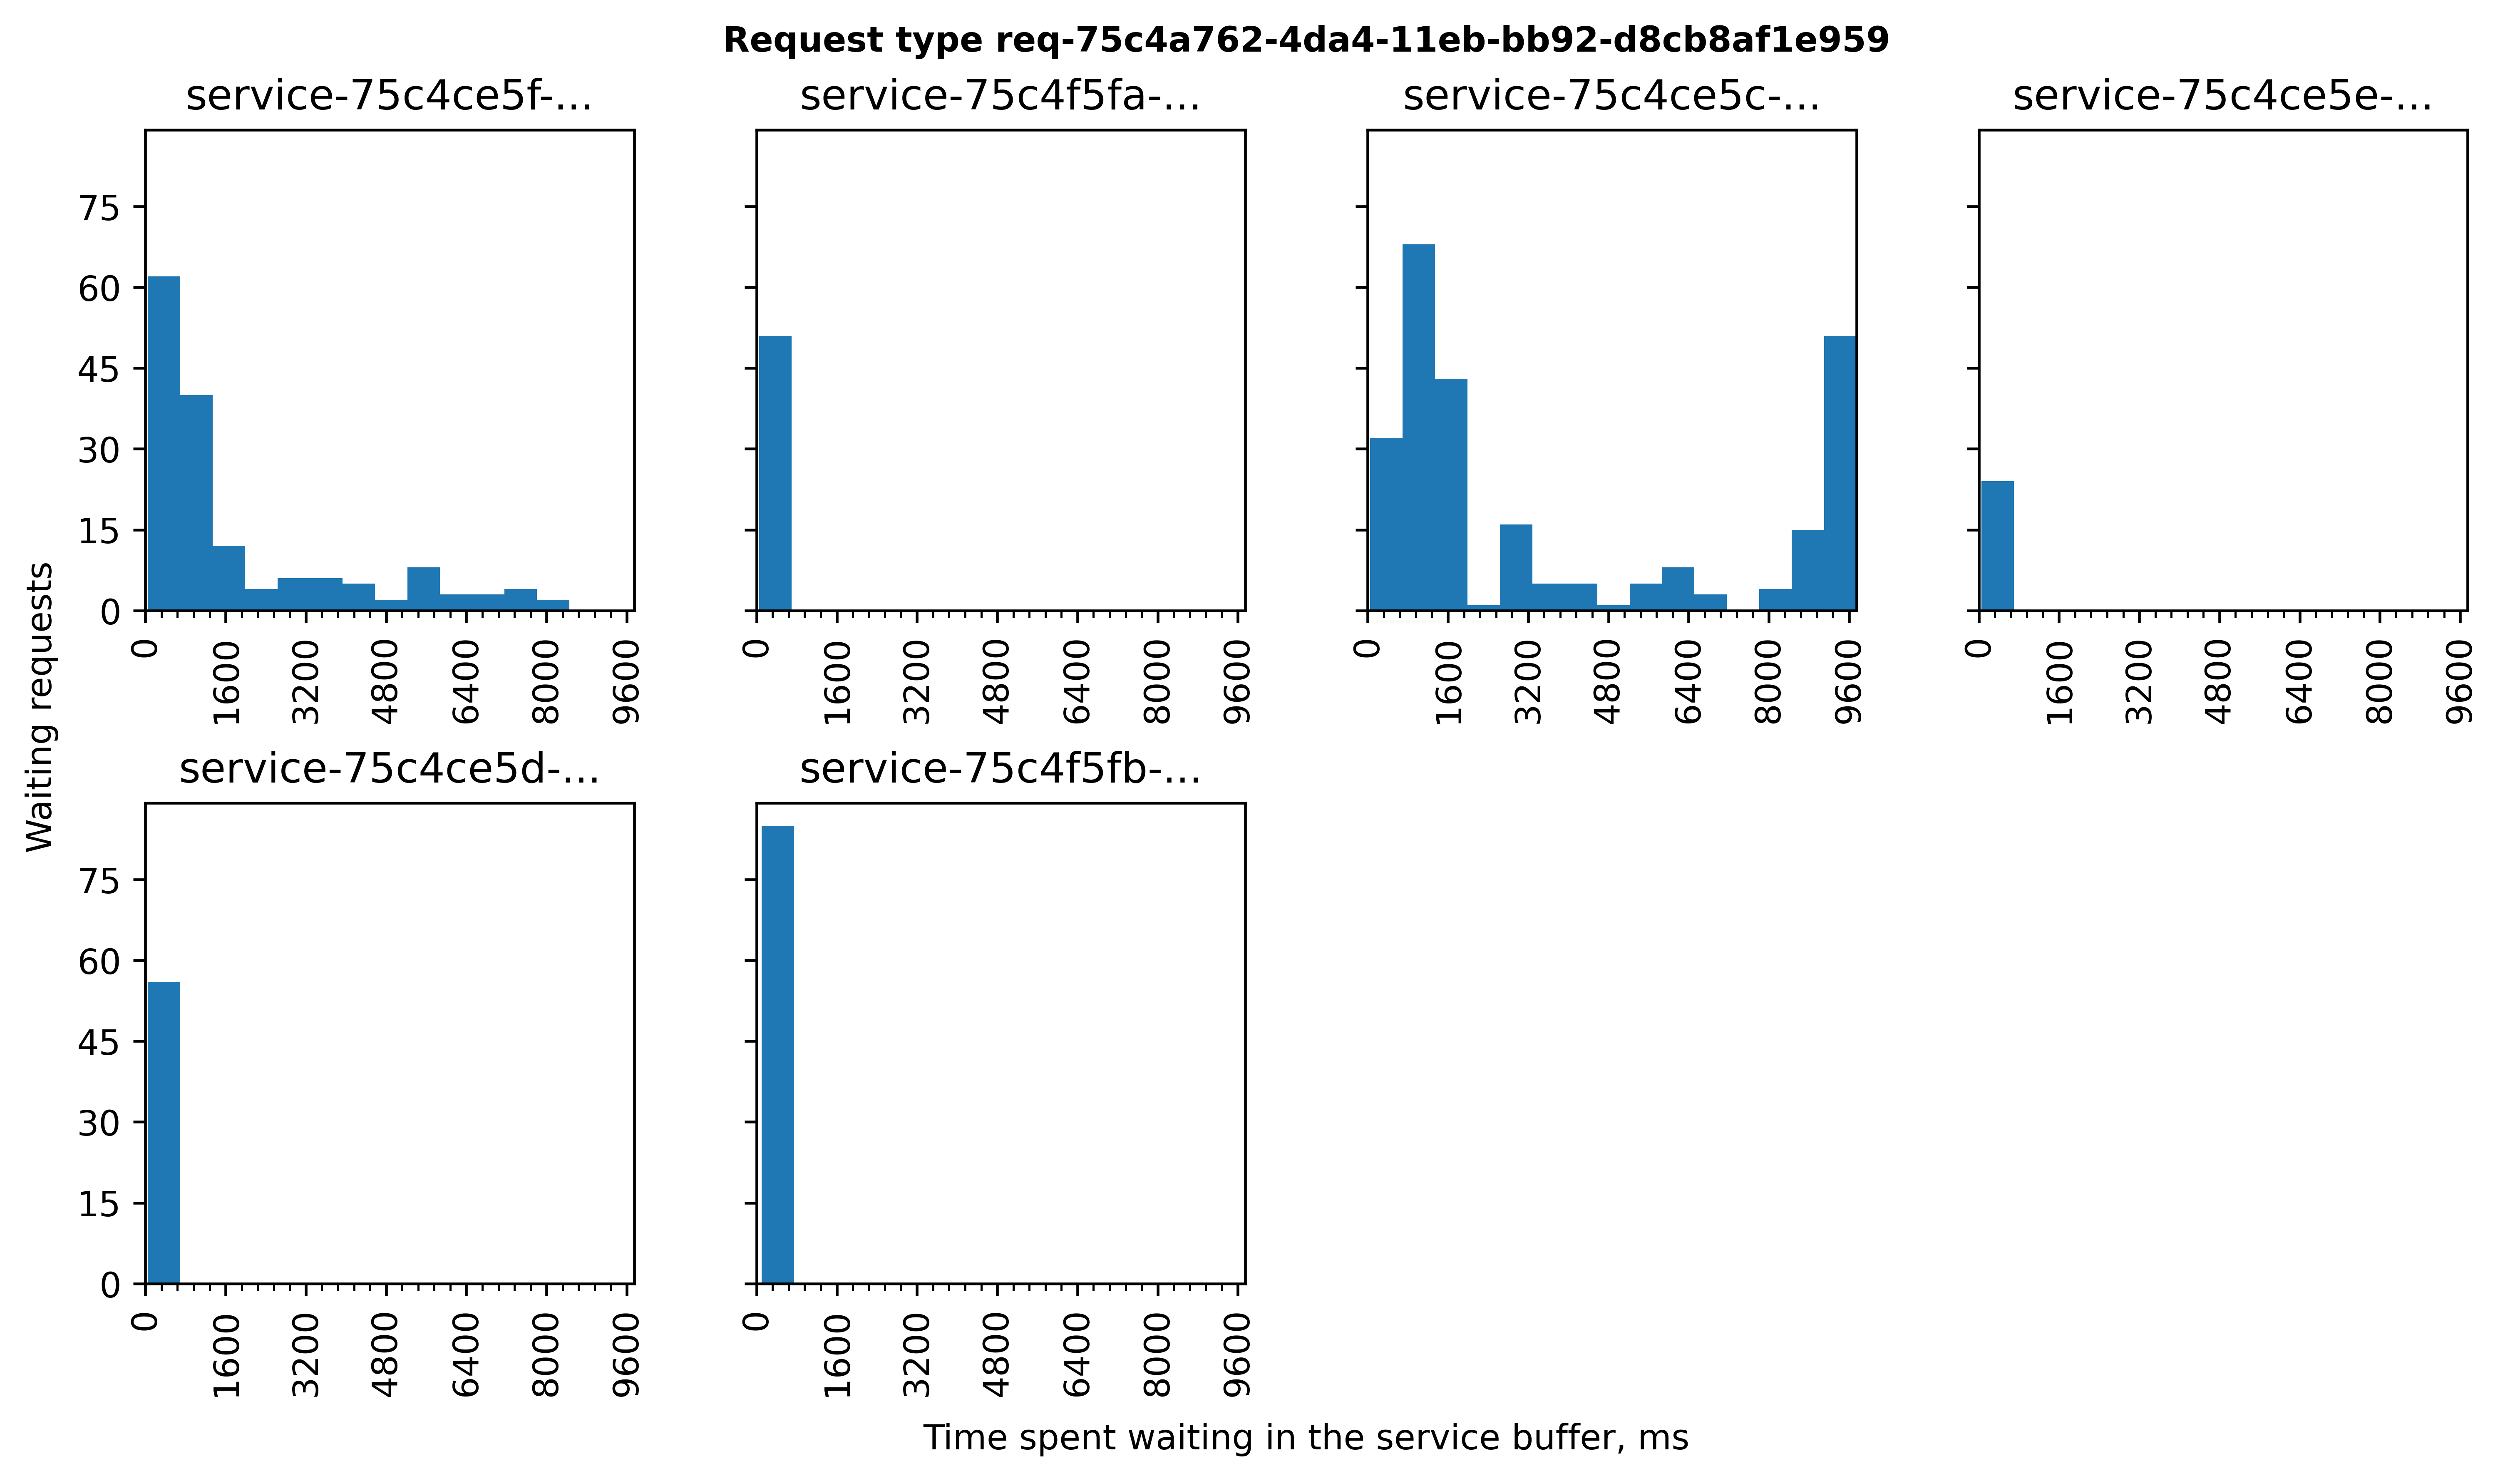 Request type req-75c4a762-4da4-11eb-bb92-d8cb8af1e959
service-75c4ce5f-...
service-75c4f5fa-...
service-75c4ce5c-...
service-75c4ce5e-...
75
60
45
30
15
0
0 1600 3200 4800 6400 8000 9600
0 1600 3200 4800 6400 8000 9600
0 1600 3200 4800 6400 8000 9600
0 1600 3200 4800 6400 8000 9600
Waiting requests
service-75c4ce5d-...
service-75c4f5fb-...
75
60
45
30
15
0
0 1600 3200 4800 6400 8000 9600
0 1600 3200 4800 6400 8000 9600
Time spent waiting in the service buffer, ms